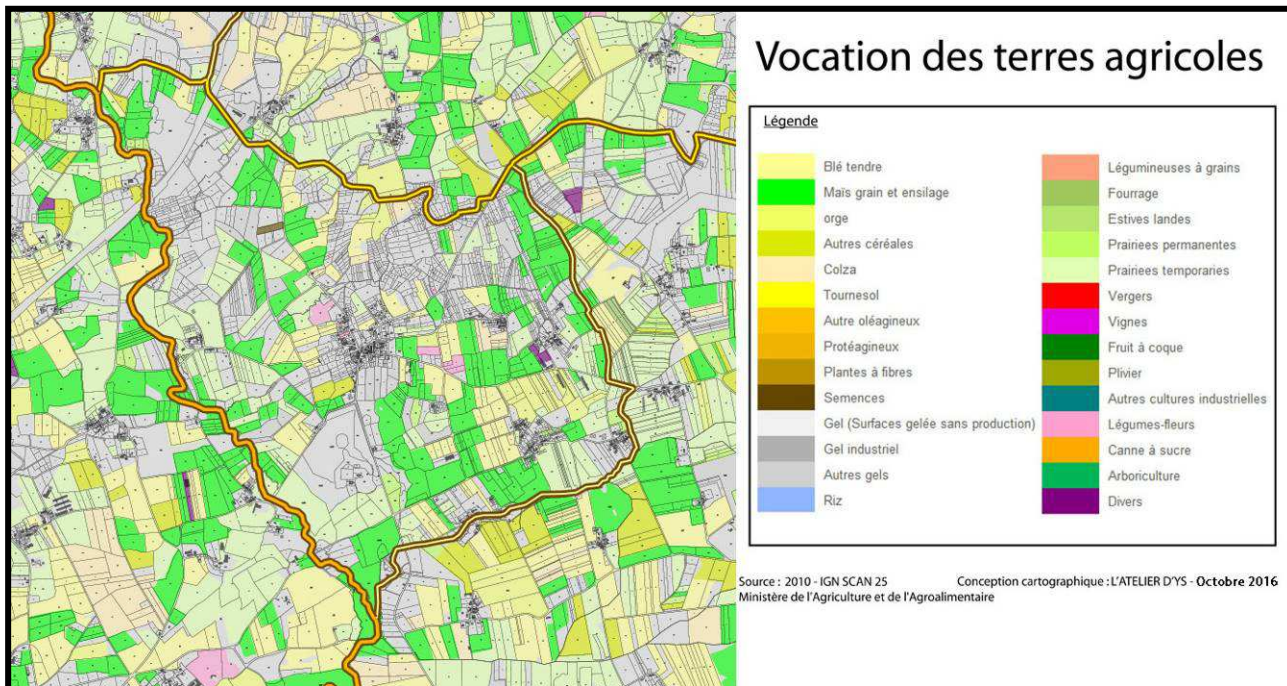 Vocation des terres agricoles
Légende
Blé tendre
Maïs grain et ensilage
orge
Autres céréales
Colza
Tournesol
Autre oléagineux
Protéagineux
Plantes à fibres
Semences
Gel (Surfaces gelée sans production)
Gel industriel
Autres gels
Riz
Légumineuses à grains
Fourrage
Estives landes
Prairiees permanentes
Prairiees temporaries
Vergers
Vignes
Fruit à coque
Plivier
Autres cultures industrielles
Légumes-fleurs
Canne à sucre
Arboriculture
Divers
Source : 2010 - IGN SCAN 25
Ministère de l'Agriculture et de l'Agroalimentaire
Conception cartographique : L'ATELIER D'YS - Octobre 2016